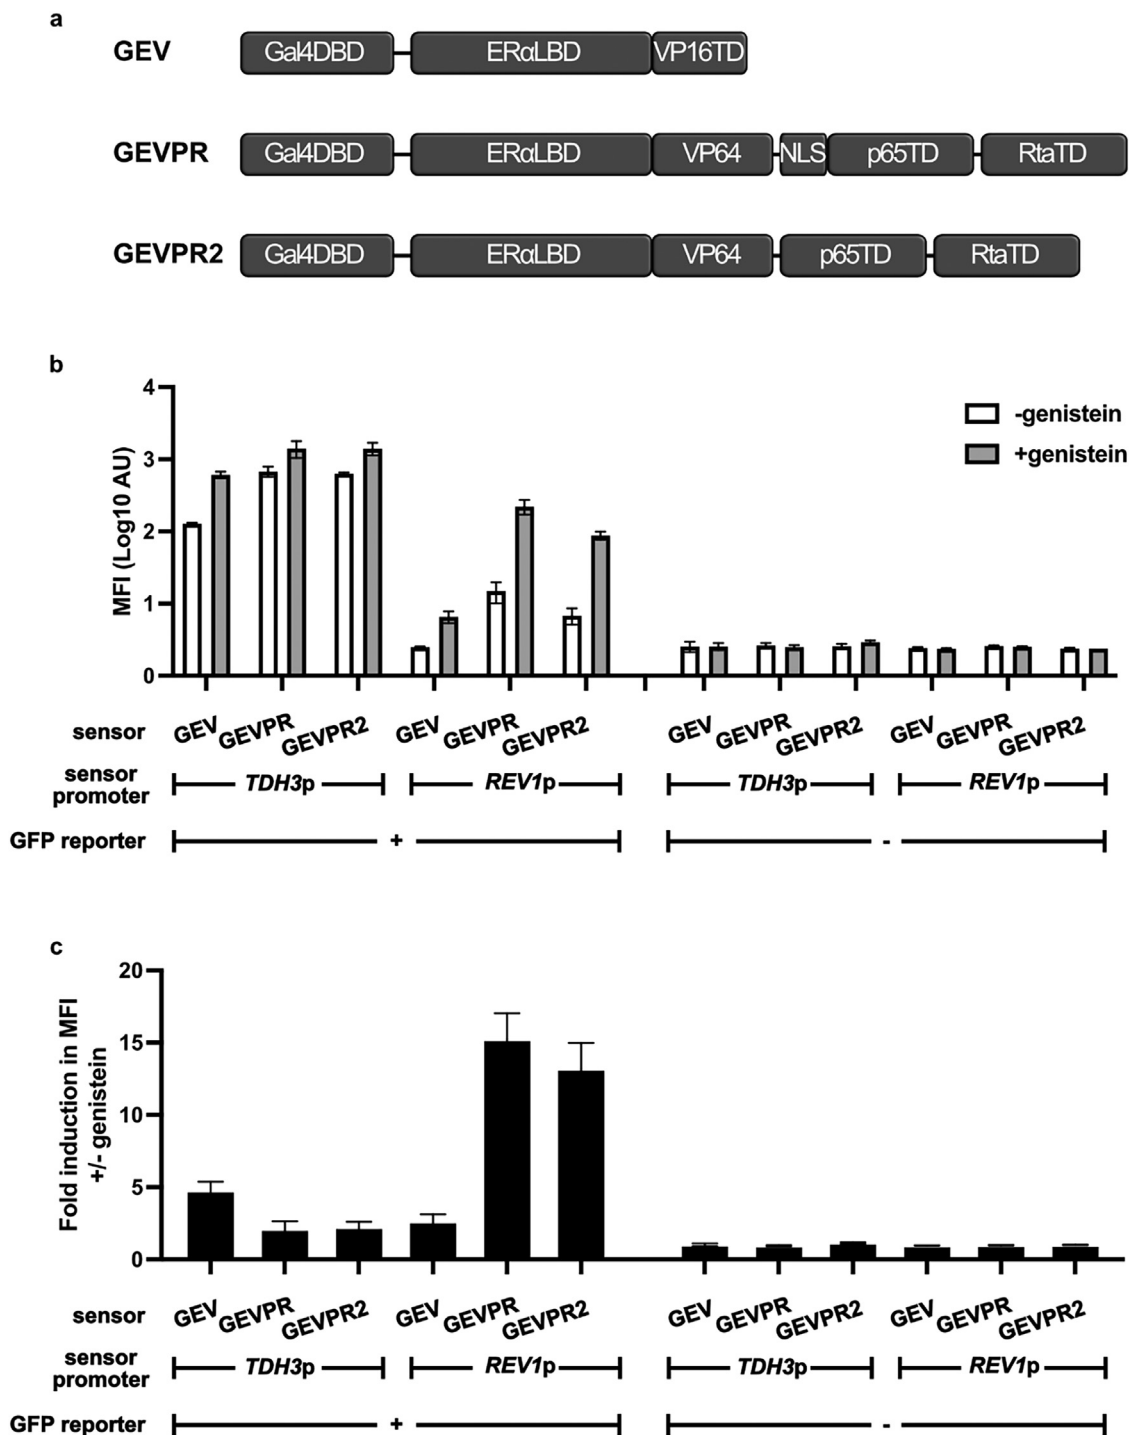 a
GEV Gal4DBD ERαLBD VP16TD
GEVPR Gal4DBD ERαLBD VP64 NLS p65TD RtaTD
GEVPR2 Gal4DBD ERαLBD VP64 p65TD RtaTD
b
MFI (Log10 AU)
4
3
2
1
0
-genistein
+genistein
sensor GEV GEVPR GEVPR2 GEV GEVPR GEVPR2 GEV GEVPR GEVPR2 GEV GEVPR GEVPR2
sensor
promoter TDH3p REV1p TDH3p REV1p
GFP reporter + -
c
Fold induction in MFI
+/- genistein
20
15
10
5
0
sensor GEV GEVPR GEVPR2 GEV GEVPR GEVPR2 GEV GEVPR GEVPR2 GEV GEVPR GEVPR2
sensor
promoter TDH3p REV1p TDH3p REV1p
GFP reporter + -